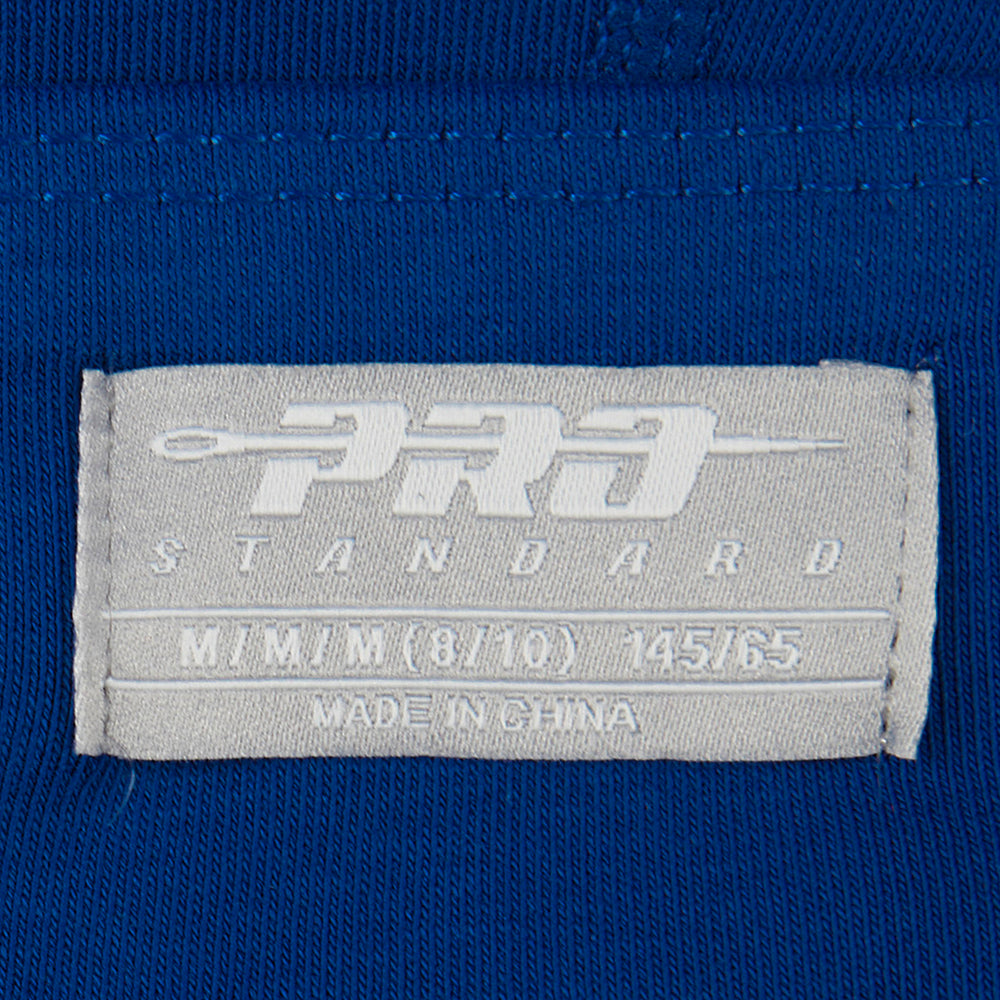 PRO
STANDARD
M/M/M (8/10) 145/65
MADE IN CHINA